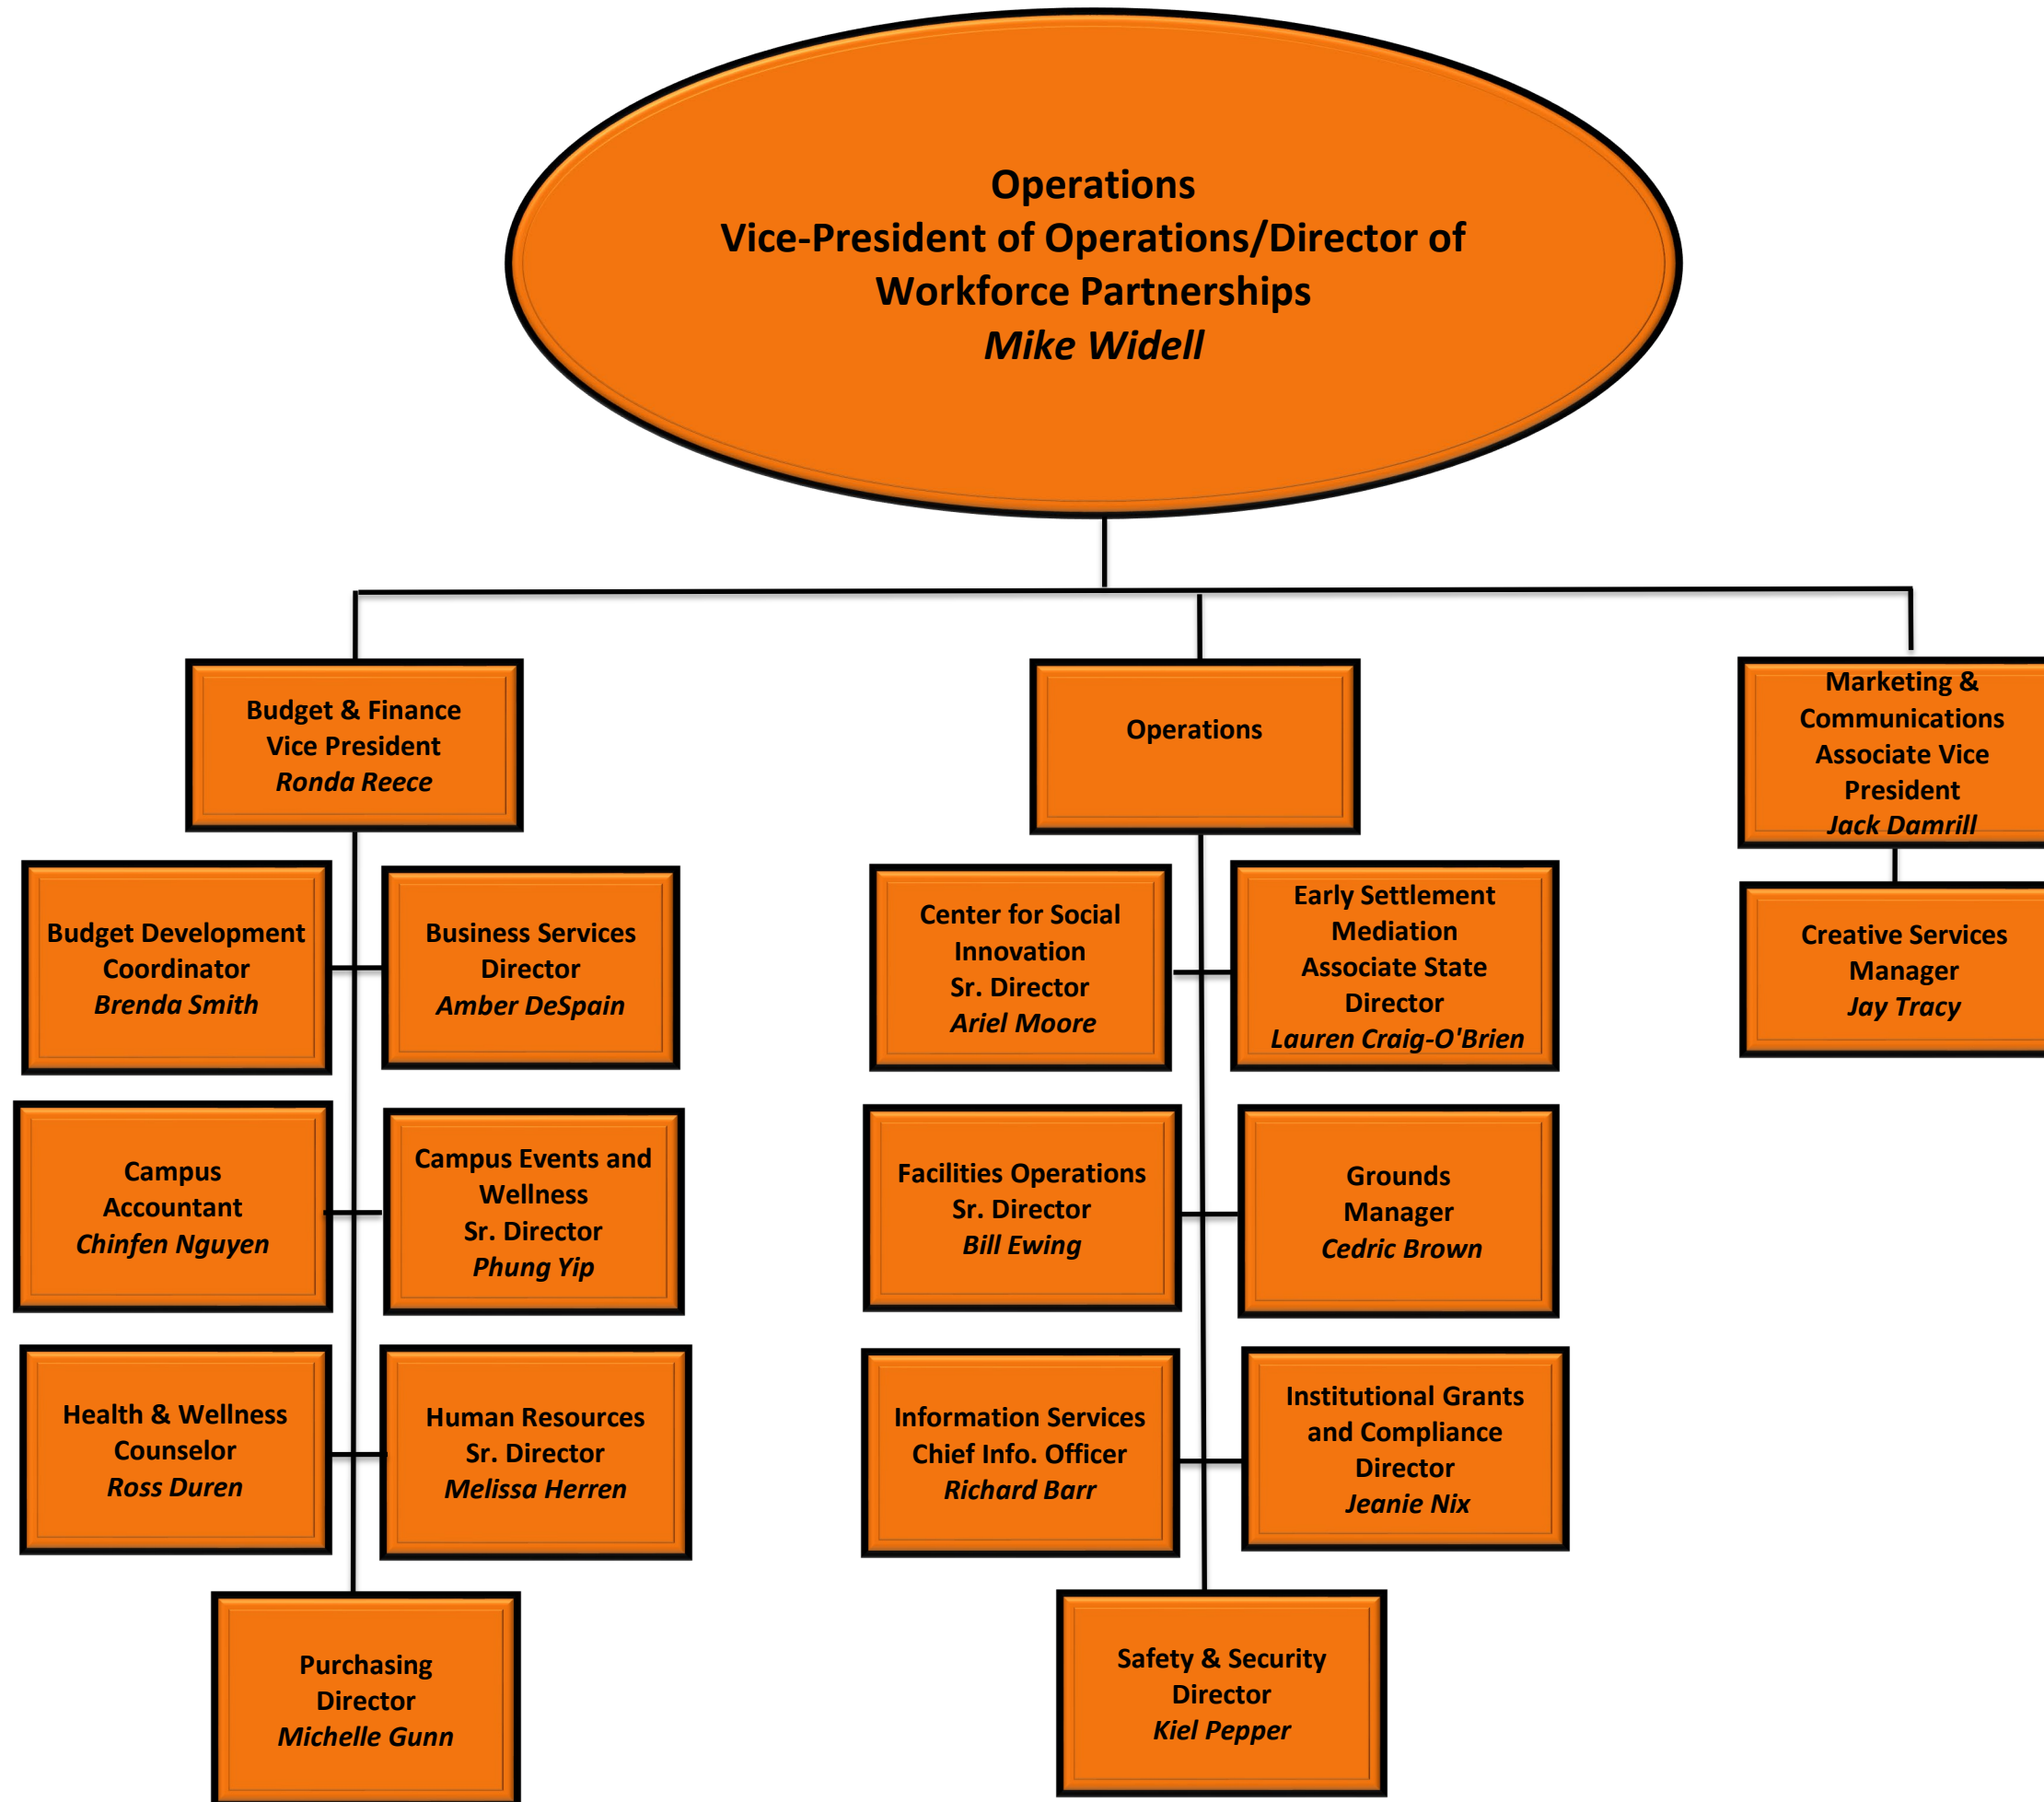 Operations
Vice-President of Operations/Director of
Workforce Partnerships
Mike Widell
Budget & Finance
Vice President
Ronda Reece
Operations
Marketing &
Communications
Associate Vice
President
Jack Damrill
Budget Development
Coordinator
Brenda Smith
Business Services
Director
Amber DeSpain
Center for Social
Innovation
Sr. Director
Ariel Moore
Early Settlement
Mediation
Associate State
Director
Lauren Craig-O'Brien
Creative Services
Manager
Jay Tracy
Campus
Accountant
Chinfen Nguyen
Campus Events and
Wellness
Sr. Director
Phung Yip
Facilities Operations
Sr. Director
Bill Ewing
Grounds
Manager
Cedric Brown
Health & Wellness
Counselor
Ross Duren
Human Resources
Sr. Director
Melissa Herren
Information Services
Chief Info. Officer
Richard Barr
Institutional Grants
and Compliance
Director
Jeanie Nix
Purchasing
Director
Michelle Gunn
Safety & Security
Director
Kiel Pepper